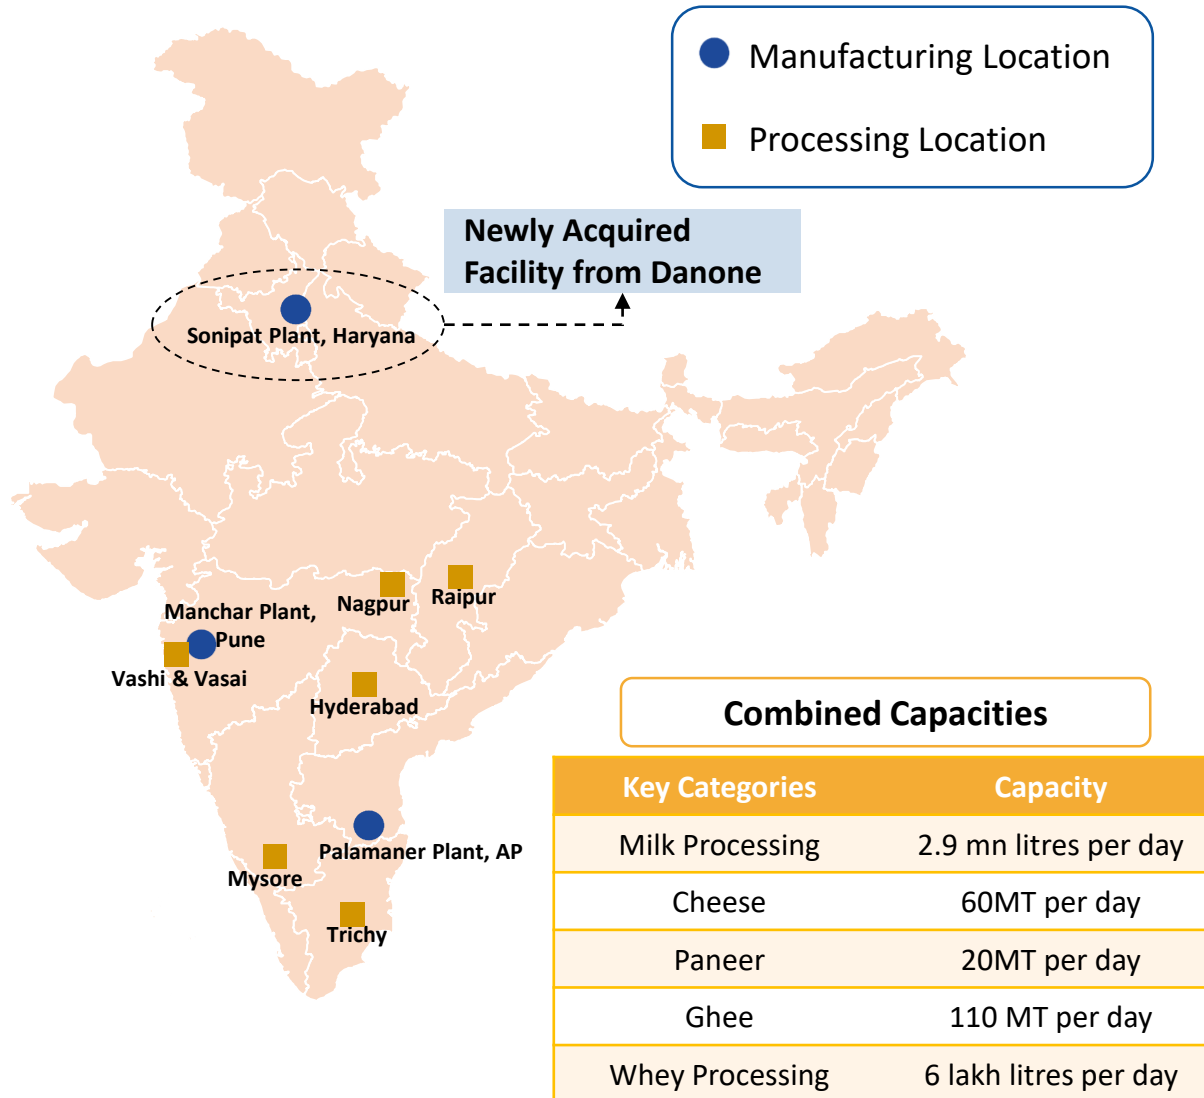 Manufacturing Location
Processing Location
Newly Acquired
Facility from Danone
Sonipat Plant, Haryana
Nagpur
Raipur
Manchar Plant,
Pune
Vashi & Vasai
Hyderabad
Palamaner Plant, AP
Mysore
Trichy
Combined Capacities
Key Categories Capacity
Milk Processing 2.9 mn litres per day
Cheese 60MT per day
Paneer 20MT per day
Ghee 110 MT per day
Whey Processing 6 lakh litres per day